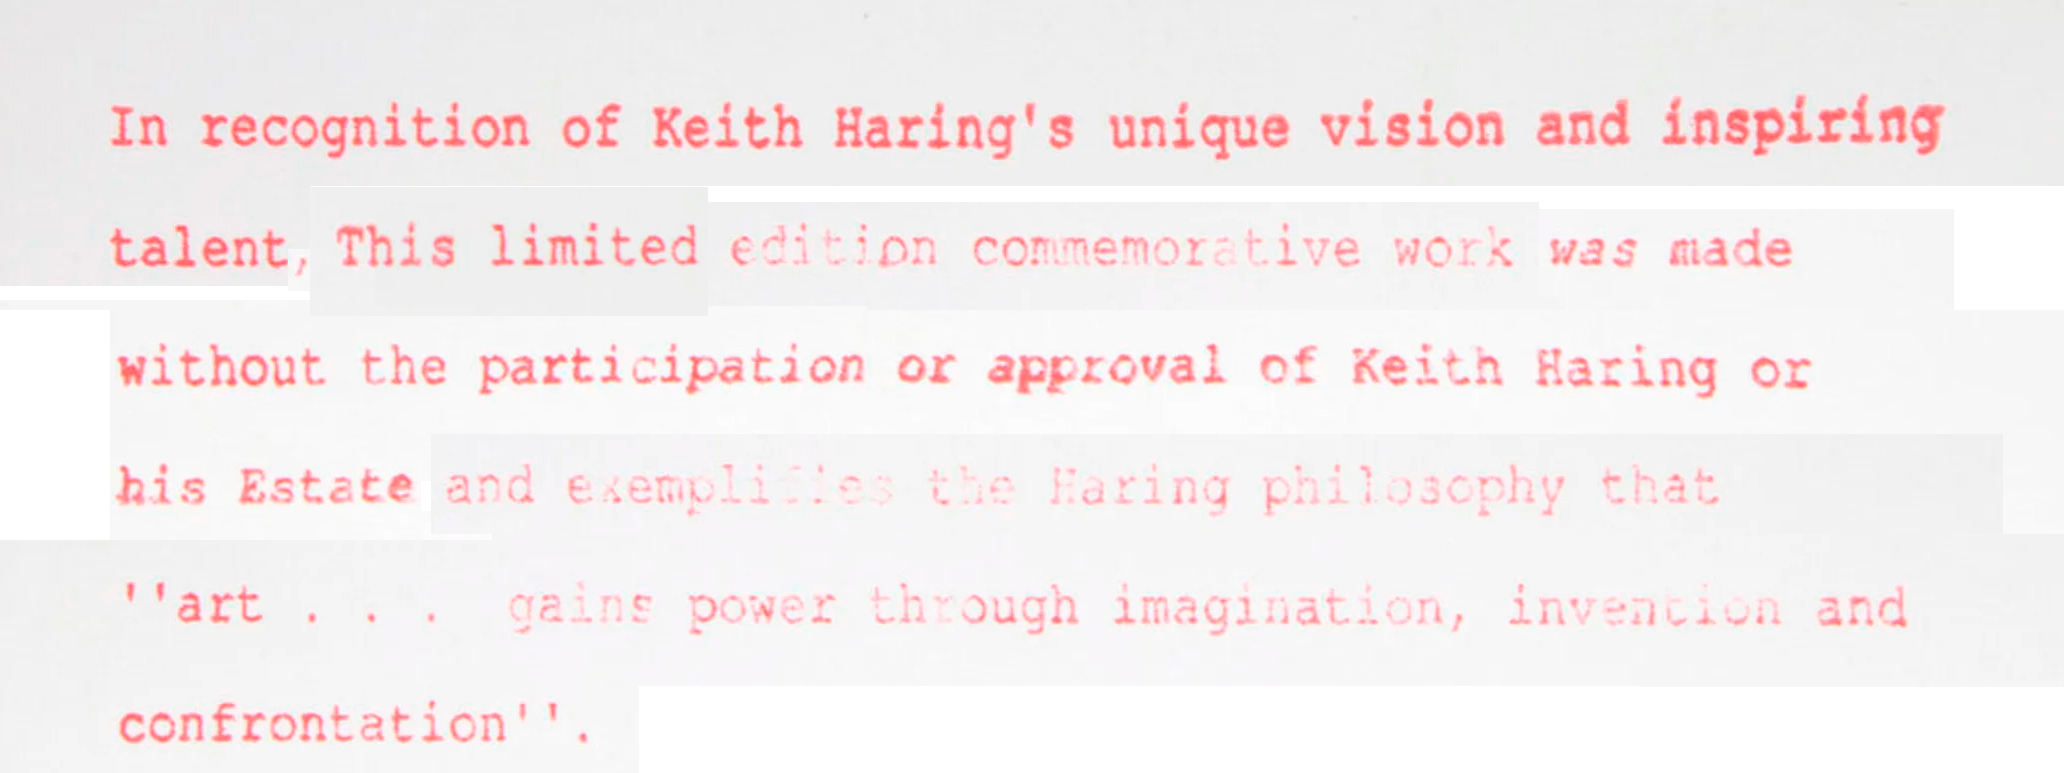 In recognition of Keith Haring's unique vision and inspiring
talent, This limited edition commemorative work was made
without the participation or approval of Keith Haring or
his Estate and exemplifies the Haring philosophy that
''art . . . gains power through imagination, invention and
confrontation''.